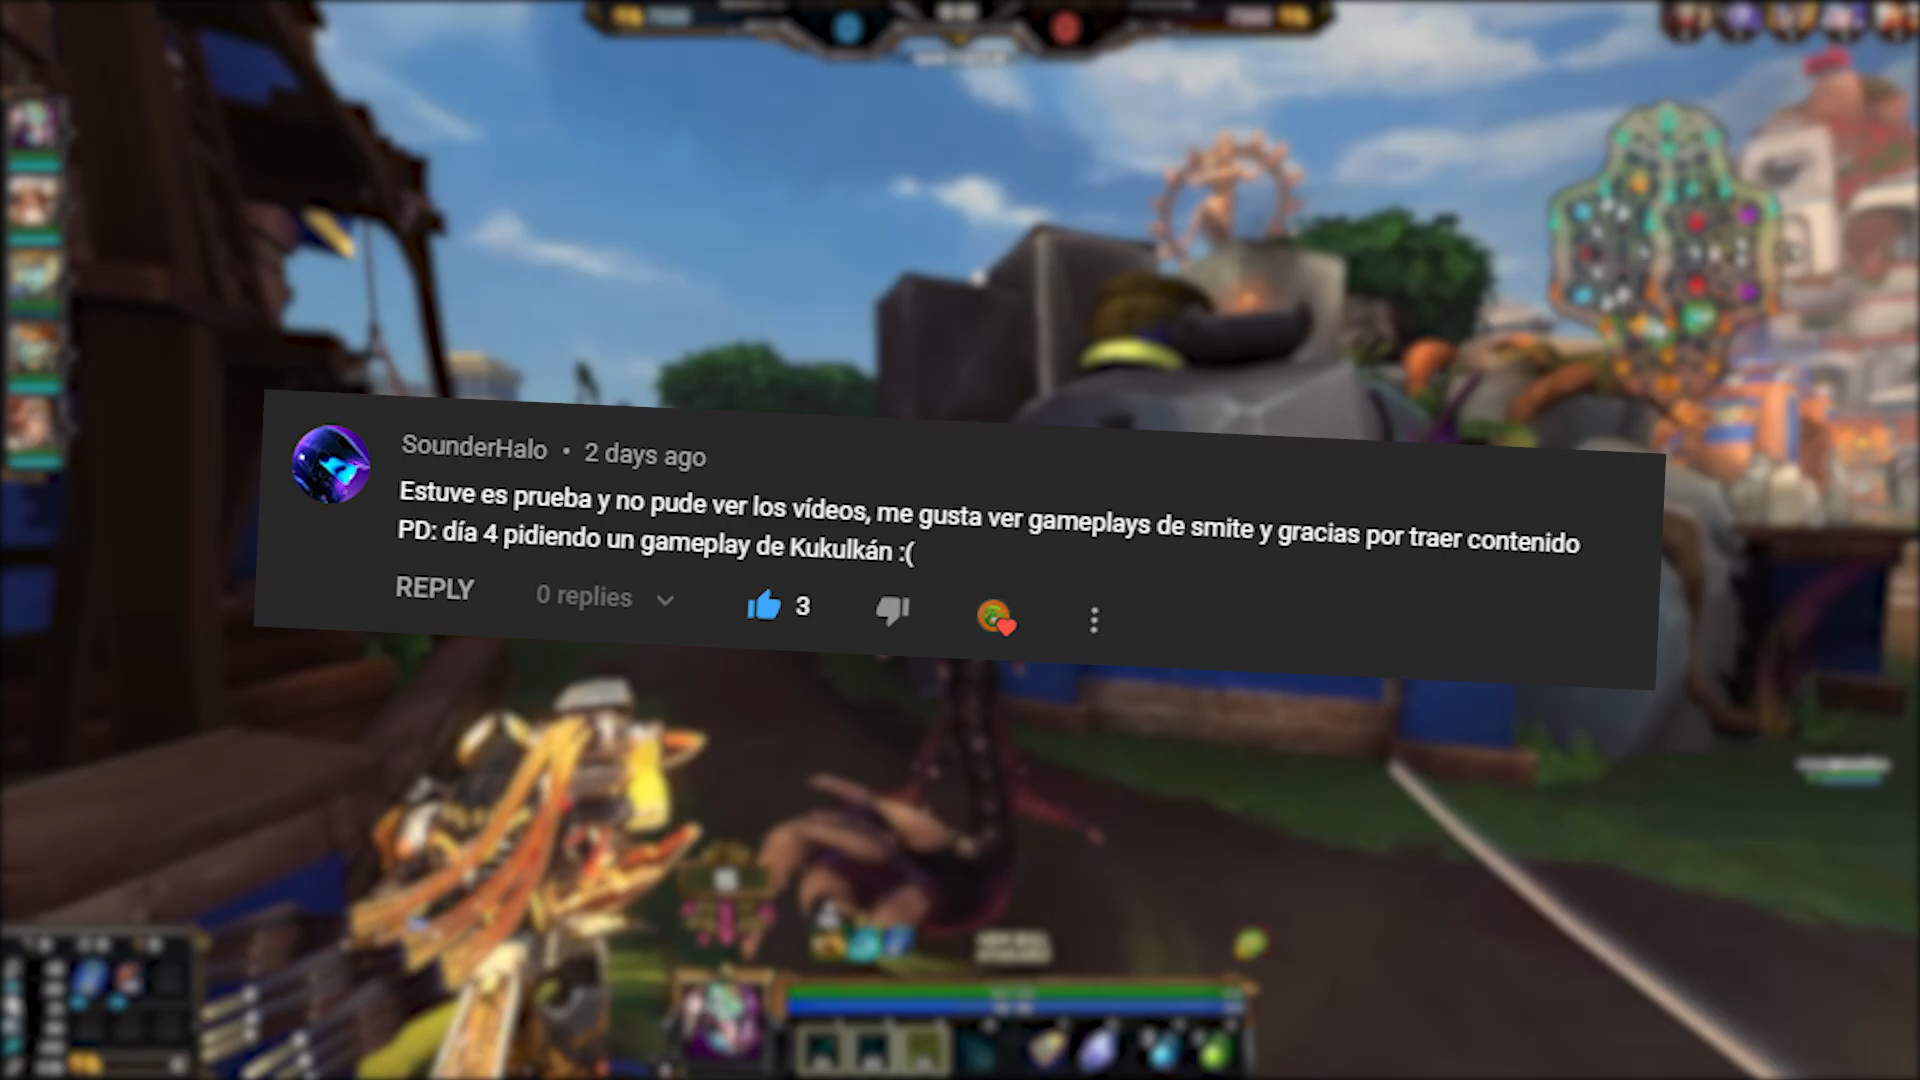 SounderHalo • 2 days ago
Estuve es prueba y no pude ver los vídeos, me gusta ver gameplays de smite y gracias por traer contenido
PD: día 4 pidiendo un gameplay de Kukulkán :(
REPLY 0 replies 3